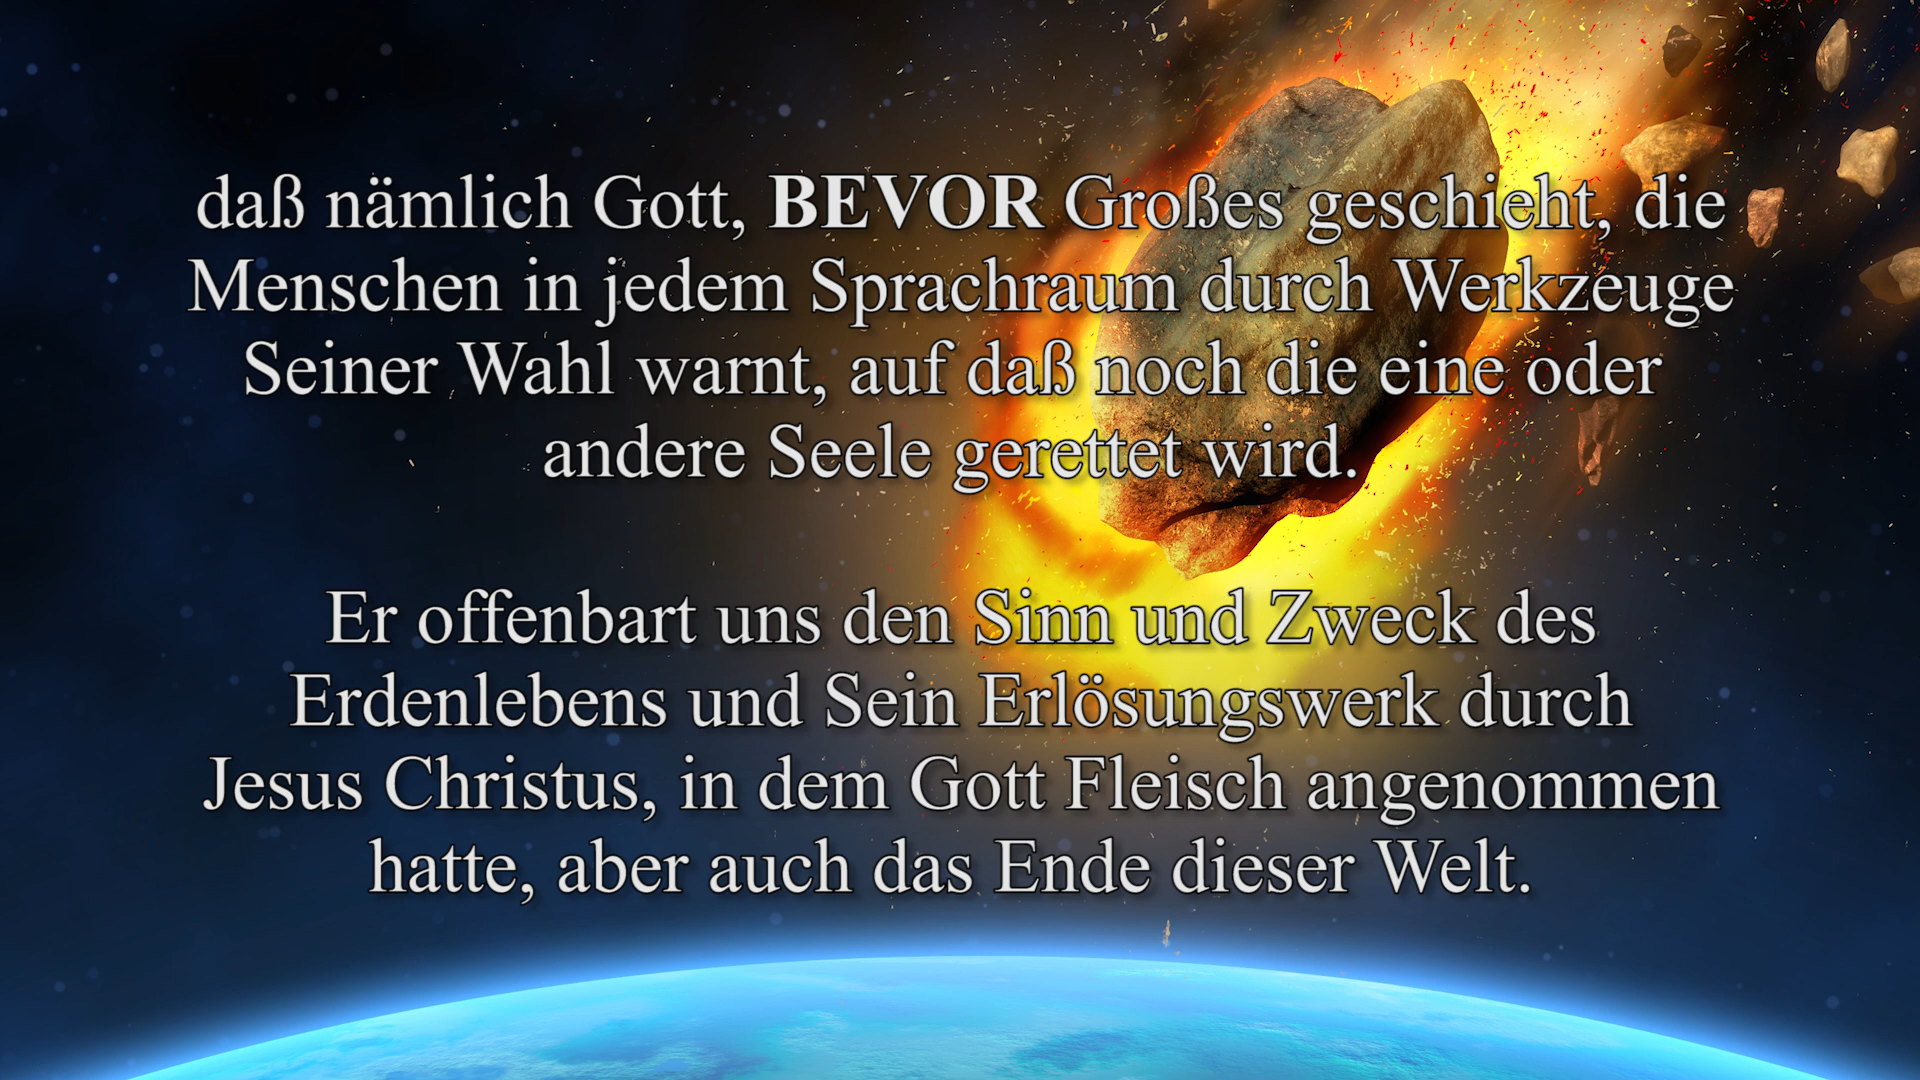 daß nämlich Gott, BEVOR Großes geschieht, die
Menschen in jedem Sprachraum durch Werkzeuge
Seiner Wahl warnt, auf daß noch die eine oder
andere Seele gerettet wird.
Er offenbart uns den Sinn und Zweck des
Erdenlebens und Sein Erlösungswerk durch
Jesus Christus, in dem Gott Fleisch angenommen
hatte, aber auch das Ende dieser Welt.